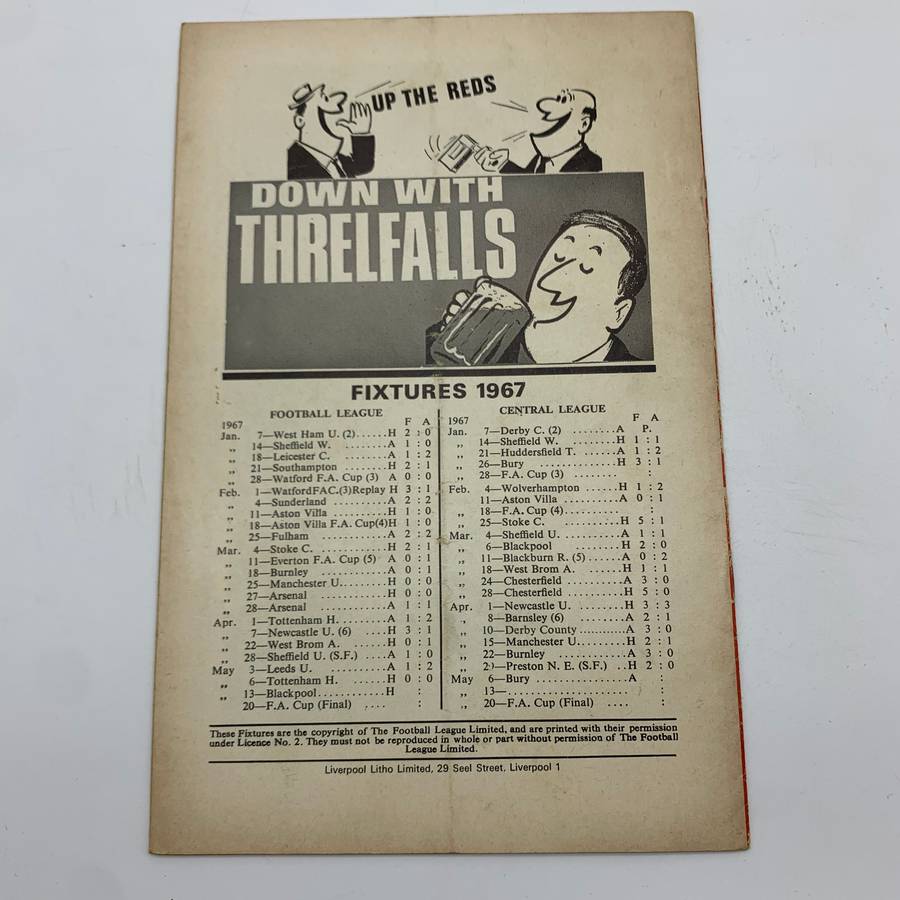 UP THE REDS
DOWN WITH
THRELFALLS
FIXTURES 1967
FOOTBALL LEAGUE
1967 F A
Jan. 7—West Ham U. (2)......H 2 : 0
„ 14—Sheffield W. ........A 1 : 0
„ 18—Leicester C. ........A 1 : 2
„ 21—Southampton ........H 2 : 1
„ 28—Watford F.A. Cup (3) A 0 : 0
Feb. 1—WatfordFAC.(3)Replay H 3 : 1
„ 4—Sunderland ..........A 2 : 2
„ 11—Aston Villa ..........H 1 : 0
„ 18—Aston Villa F.A. Cup(4)H 1 : 0
„ 25—Fulham ............A 2 : 2
Mar. 4—Stoke C. ............H 2 : 1
„ 11—Everton F.A. Cup (5) A 0 : 1
„ 18—Burnley ............A 0 : 1
„ 25—Manchester U.........H 0 : 0
„ 27—Arsenal ............H 0 : 0
„ 28—Arsenal ............A 1 : 1
Apr. 1—Tottenham H. ........A 1 : 2
„ 7—Newcastle U. (6) ....H 3 : 1
„ 22—West Brom A. ......H 0 : 1
„ 28—Sheffield U. (S.F.) ....A 1 : 0
May 3—Leeds U. ..........A 1 : 2
„ 6—Tottenham H. ......H 0 : 0
„ 13—Blackpool............H :
20—F.A. Cup (Final) .... :
CENTRAL LEAGUE
1967 F A
Jan. 7—Derby C. (2) ........A P.
„ 14—Sheffield W. ........H 1 : 1
„ 21—Huddersfield T. ......A 1 : 2
„ 26—Bury ..............H 3 : 1
„ 28—F.A. Cup (3) ........ :
Feb. 4—Wolverhampton ......H 1 : 2
„ 11—Aston Villa ..........A 0 : 1
„ 18—F.A. Cup (4).......... :
„ 25—Stoke C. ..........H 5 : 1
Mar. 4—Sheffield U. ........A 1 : 1
„ 6—Blackpool ..........H 2 : 0
„ 11—Blackburn R. (5)......A 0 : 2
„ 18—West Brom A. ......H 1 : 1
„ 24—Chesterfield ..........A 3 : 0
„ 28—Chesterfield ..........H 5 : 0
Apr. 1—Newcastle U. ........H 3 : 3
„ 8—Barnsley (6) ........A 2 : 1
„ 10—Derby County ............A 3 : 0
„ 15—Manchester U.........H 2 : 1
„ 22—Burnley ............A 3 : 0
„ —Preston N. E. (S.F.) ..H 2 : 0
May 6—Bury ..............A :
„ 13—...................... :
„ 20—F.A. Cup (Final) .... :
These Fixtures are the copyright of The Football League Limited, and are printed with their permission
under Licence No. 2. They must not be reproduced in whole or part without permission of The Football
League Limited.
Liverpool Litho Limited, 29 Seel Street, Liverpool 1